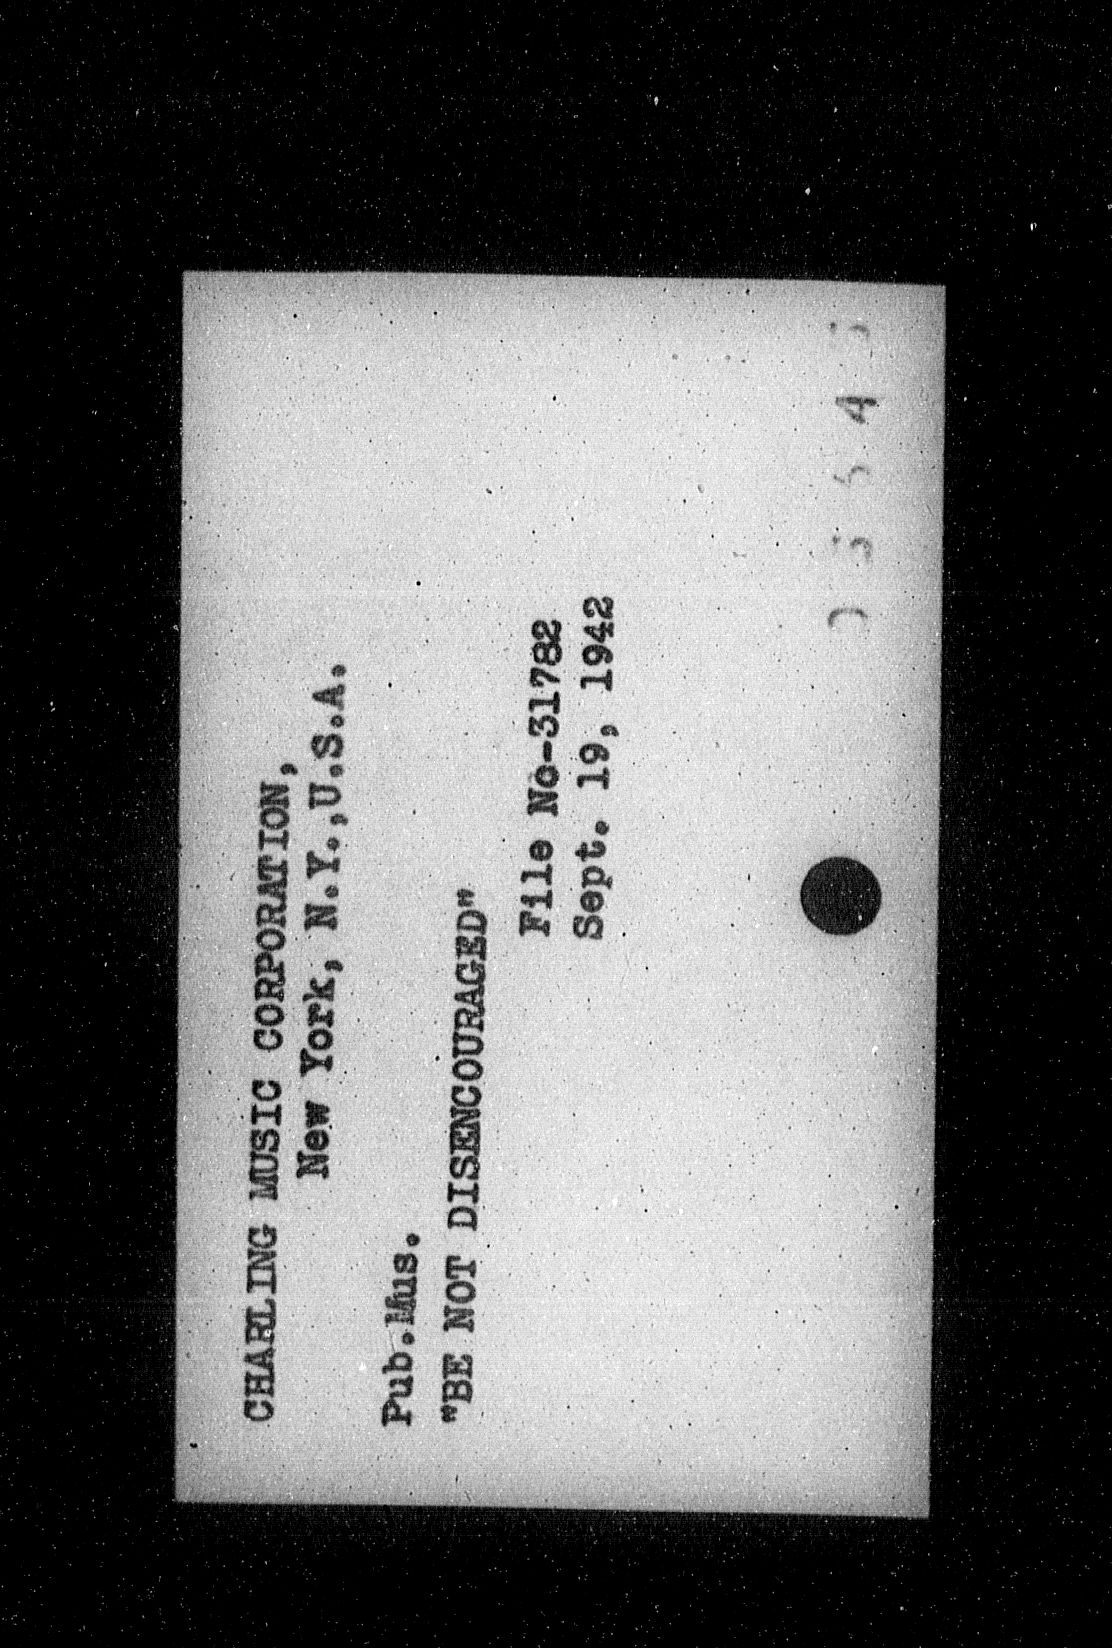 CHARLING MUSIC CORPORATION,
New York, N.Y.,U.S.A.
Pub.Mus.
"BE NOT DISENCOURAGED"
File No-31782
Sept. 19, 1942